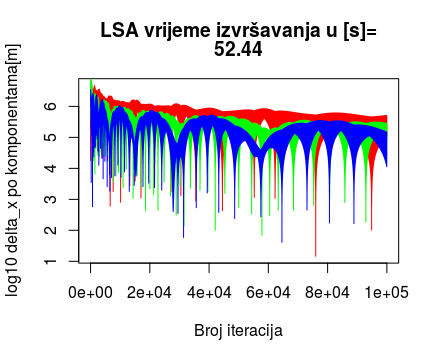 LSA vrijeme izvršavanja u [s]=
52.44
log10 delta_x po komponentama[m]
6
5
4
3
2
1
0e+00 2e+04 4e+04 6e+04 8e+04 1e+05
Broj iteracija